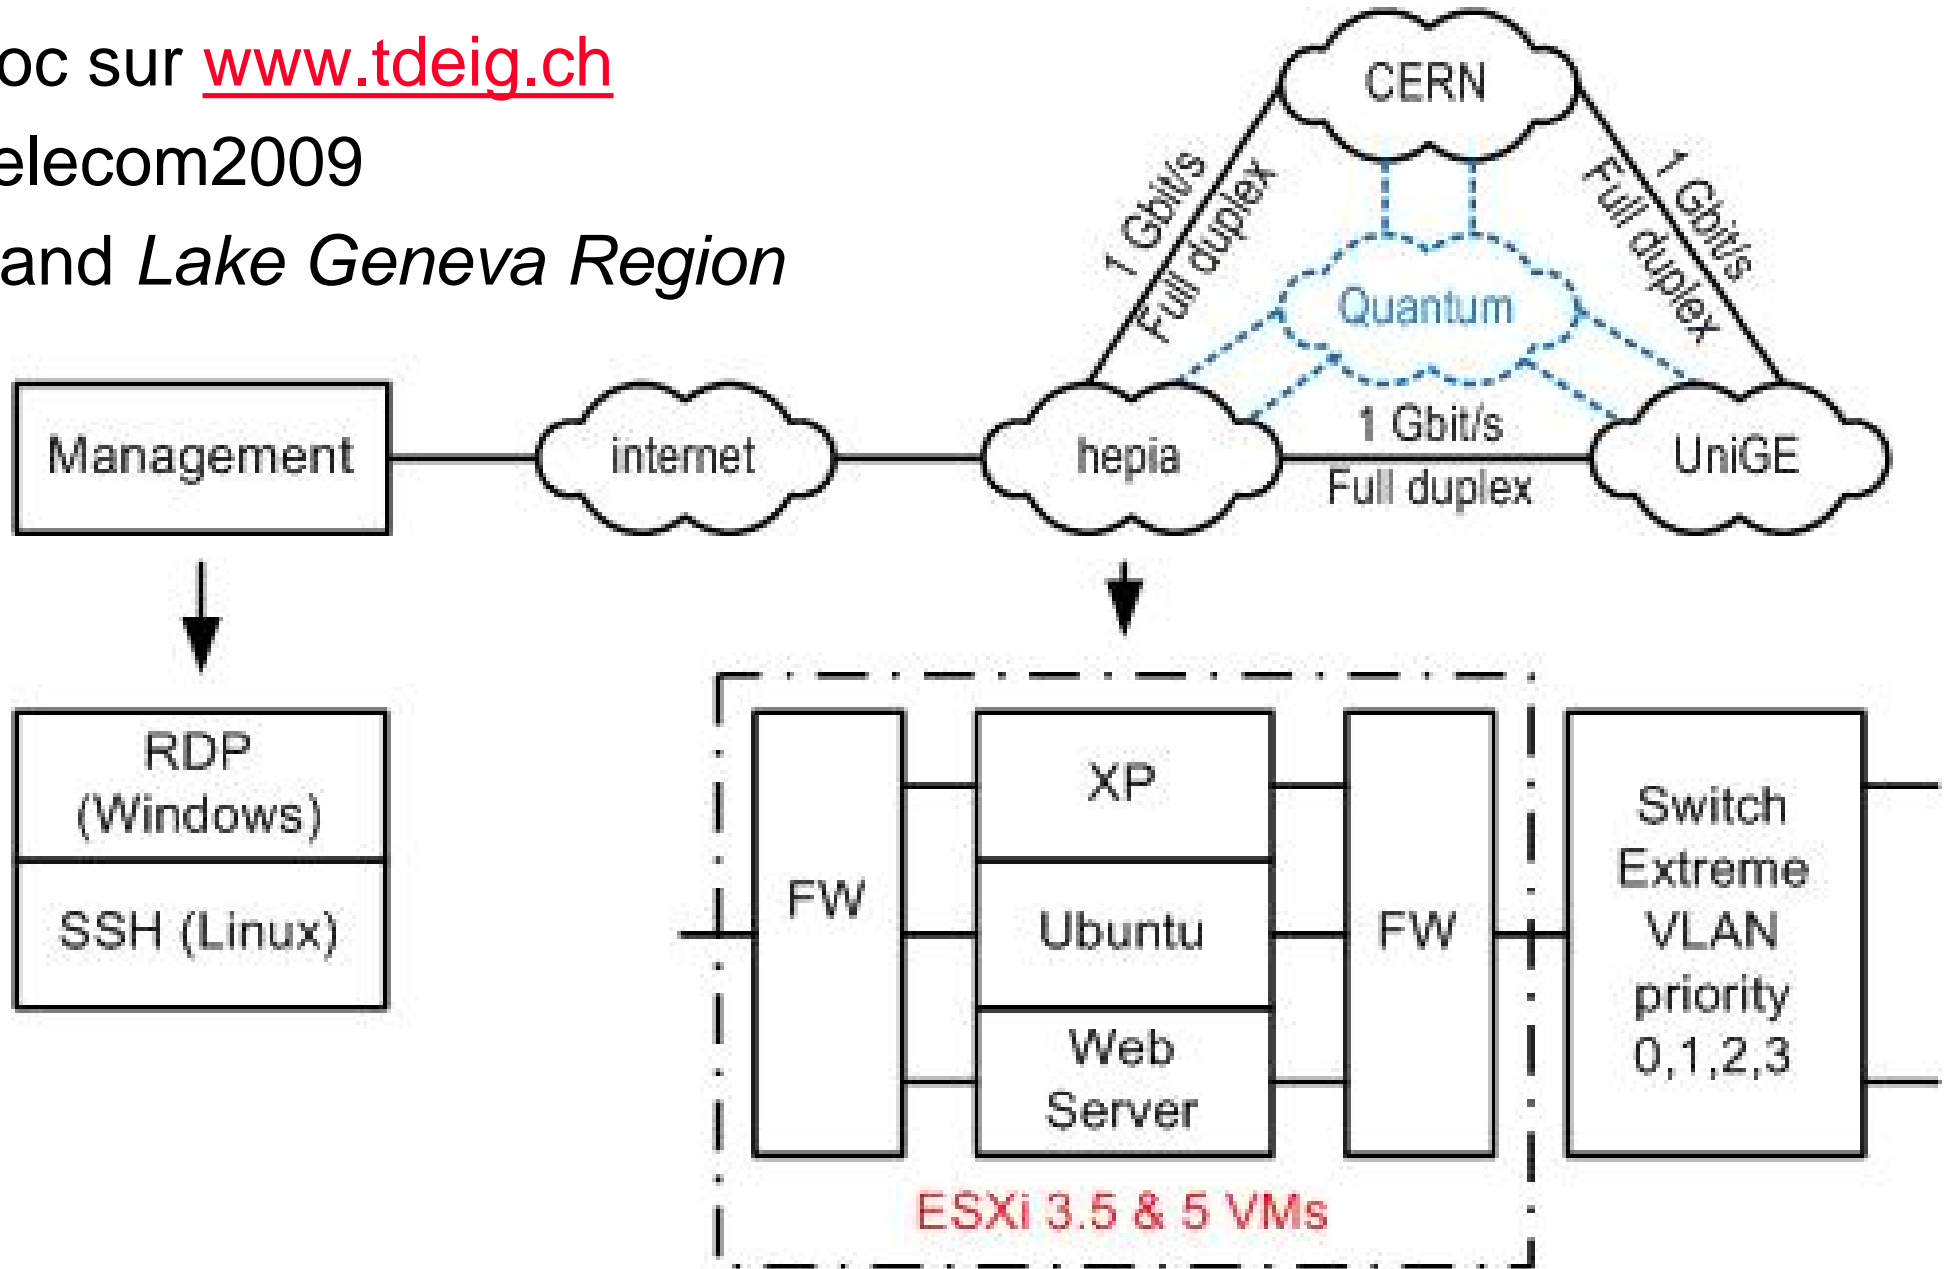 oc sur www.tdeig.ch
elecom2009
and Lake Geneva Region
CERN
1 Gbit/s
Full duplex
1 Gbit/s
Full duplex
Quantum
Management
internet
hepia
1 Gbit/s
Full duplex
UniGE
RDP
(Windows)
SSH (Linux)
FW
XP
Ubuntu
Web
Server
FW
Switch
Extreme
VLAN
priority
0,1,2,3
ESXi 3.5 & 5 VMs